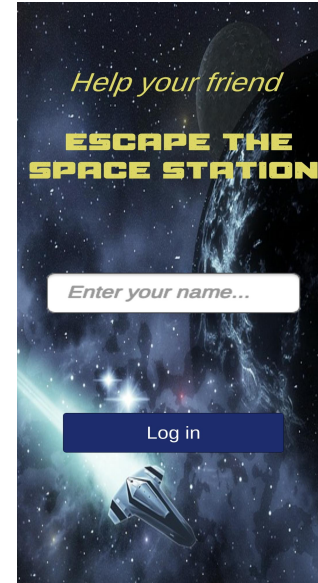 Help your friend
ESCAPE THE
SPACE STATION
Enter your name...
Log in